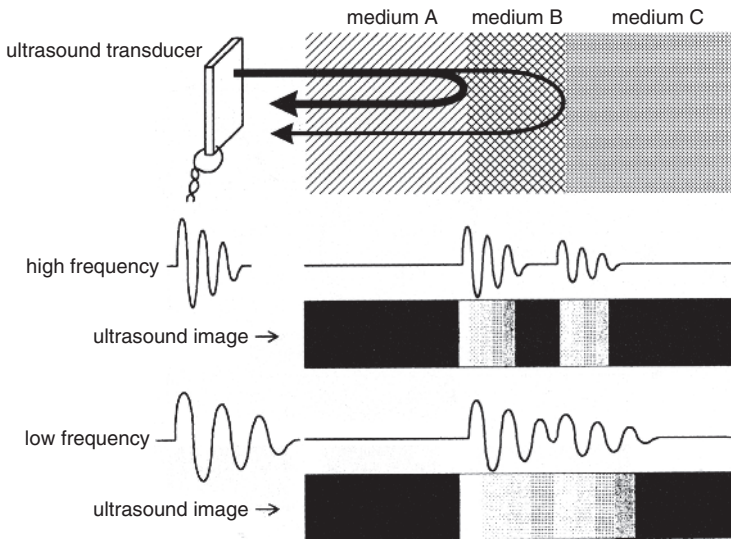 medium A medium B medium C
ultrasound transducer
high frequency
ultrasound image →
low frequency
ultrasound image →